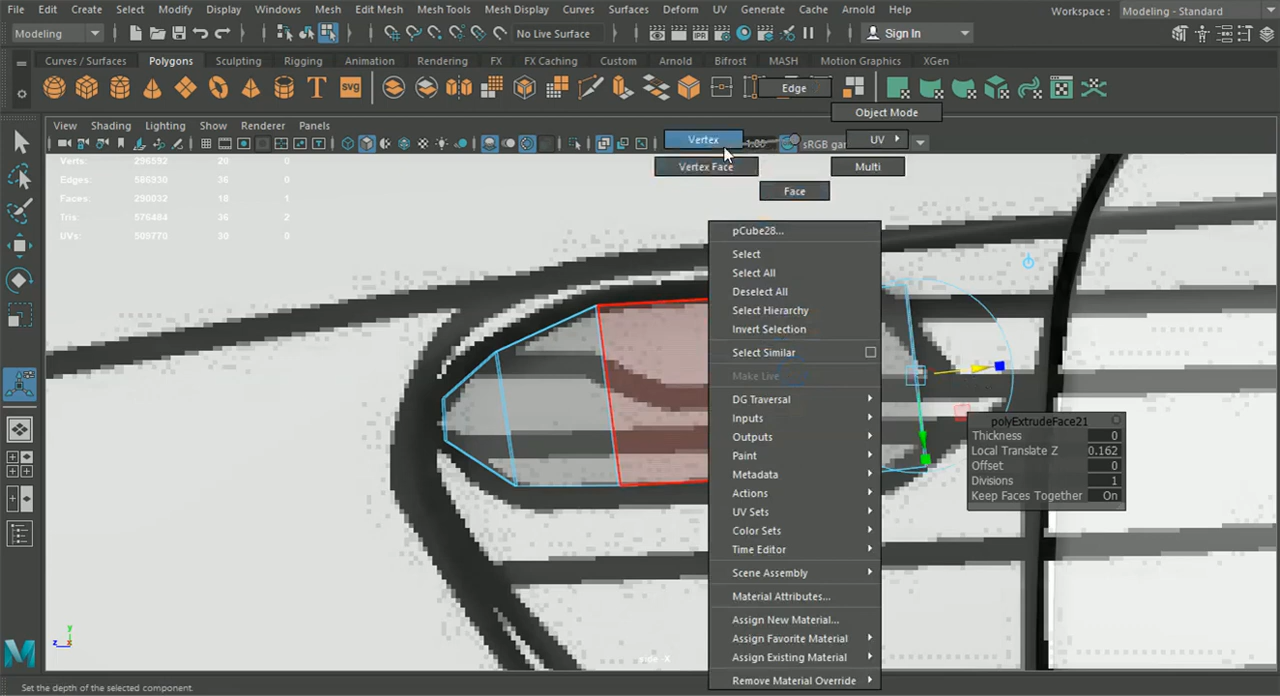 File Edit Create Select Modify Display Windows Mesh Edit Mesh Mesh Tools Mesh Display Curves Surfaces Deform UV Generate Cache Arnold Help Workspace : Modeling - Standard
Modeling No Live Surface Sign In
Curves / Surfaces Polygons Sculpting Rigging Animation Rendering FX FX Caching Custom Arnold Bifrost MASH Motion Graphics XGen
SVG Edge
Object Mode
View Shading Lighting Show Renderer Panels
Vertex 1.00 sRGB gar UV
Verts: 296592 20 0
Vertex Face Multi
Edges: 586930 36 0
Faces: 290032 18 1
Face
Tris: 576484 36 2
UVs: 509770 30 0
pCube28...
Select
Select All
Deselect All
Select Hierarchy
Invert Selection
Select Similar
Make Live
DG Traversal
Inputs
Outputs
Paint
Metadata
Actions
UV Sets
Color Sets
Time Editor
Scene Assembly
Material Attributes...
Assign New Material...
Assign Favorite Material
Assign Existing Material
Remove Material Override
polyExtrudeFace21
Thickness 0
Local Translate Z 0.162
Offset 0
Divisions 1
Keep Faces Together On
y
z x
side -X
M
Set the depth of the selected component.